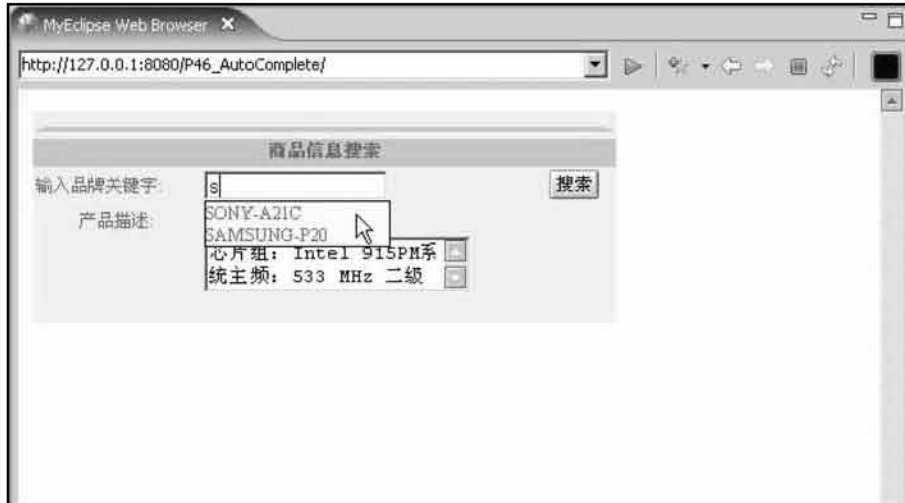 MyEclipse Web Browser
http://127.0.0.1:8080/P46_AutoComplete/
商品信息搜索
输入品牌关键字:
s
搜索
SONY-A21C
产品描述:
SAMSUNG-P20
芯片组: Intel 915PM系
统主频: 533 MHz 二级